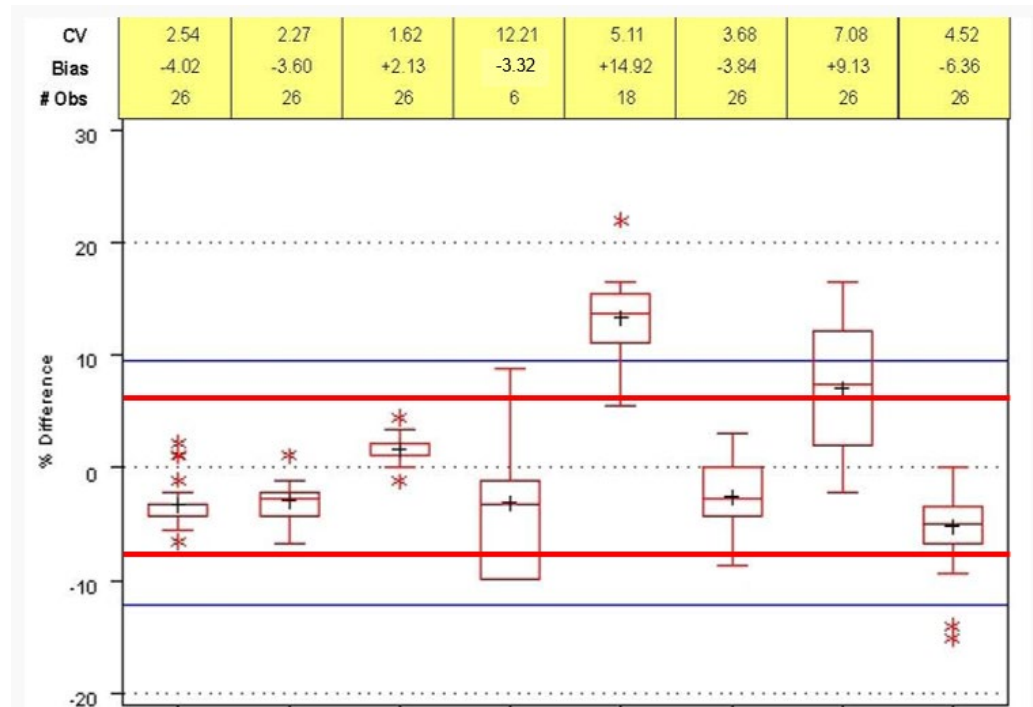 CV 2.54 2.27 1.62 12.21 5.11 3.68 7.08 4.52
Bias -4.02 -3.60 +2.13 -3.32 +14.92 -3.84 +9.13 -6.36
# Obs 26 26 26 6 18 26 26 26
30
20
10
0
-10
-20
% Difference